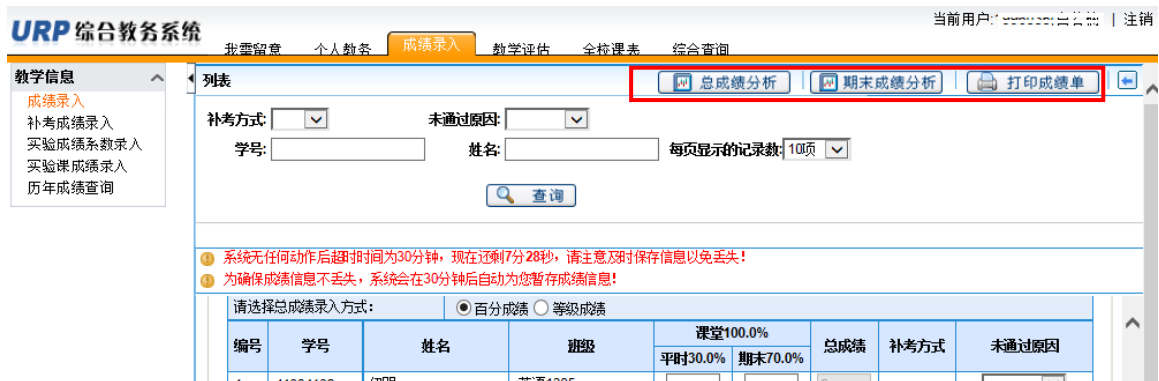 当前用户: | 注销
URP 综合教务系统
我需留意 个人教务 成绩录入 教学评估 全校课表 综合查询
教学信息
成绩录入
补考成绩录入
实验成绩系数录入
实验课成绩录入
历年成绩查询
列表 总成绩分析 期末成绩分析 打印成绩单
补考方式: 未通过原因:
学号: 姓名: 每页显示的记录数: 10项
查询
系统无任何动作后超时时间为30分钟，现在还剩7分28秒，请注意及时保存信息以免丢失！
为确保成绩信息不丢失，系统会在30分钟后自动为您暂存成绩信息！
请选择总成绩录入方式: 百分成绩 等级成绩
编号 学号 姓名 班级 课堂100.0% 总成绩 补考方式 未通过原因
平时30.0% 期末70.0%